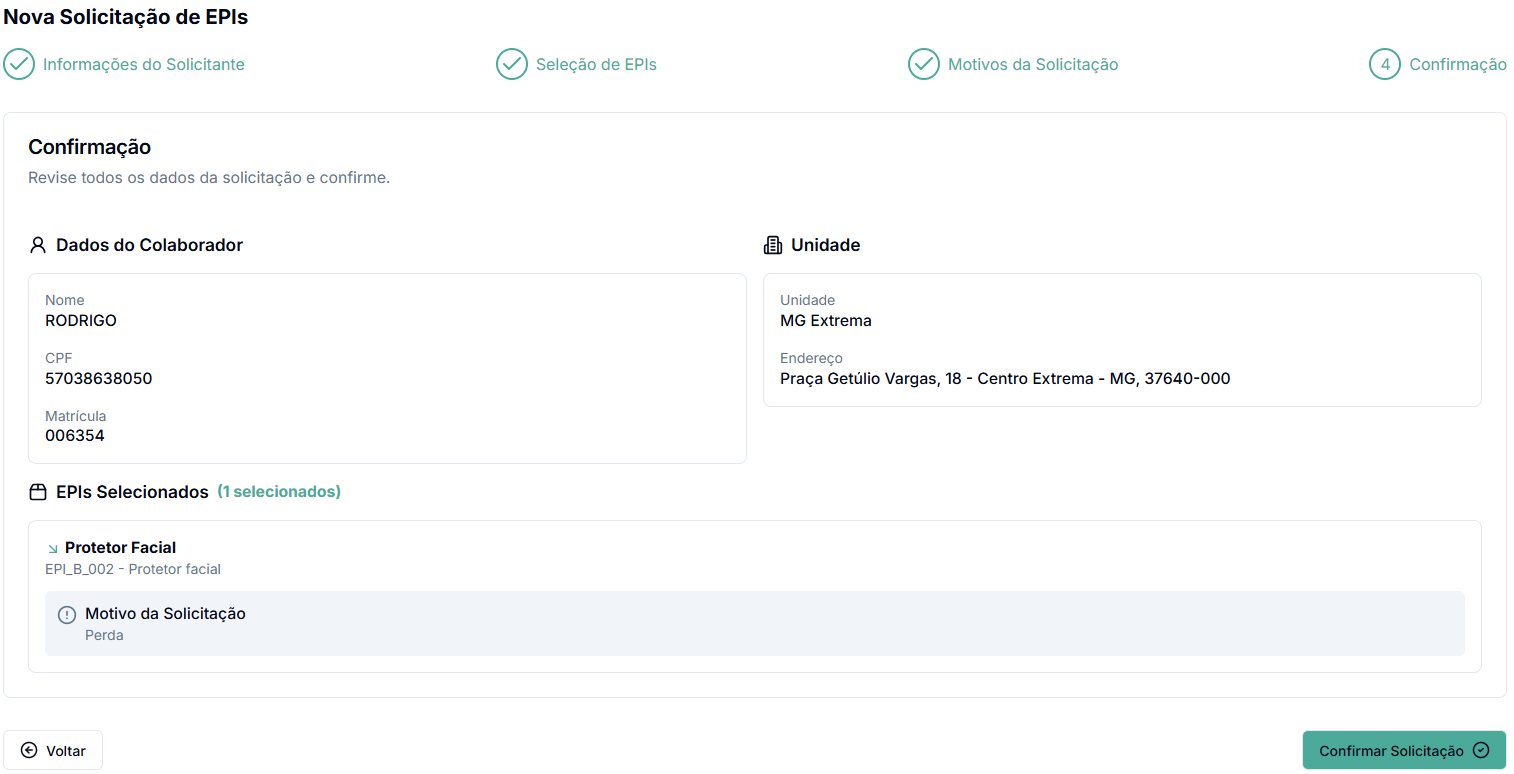 Nova Solicitação de EPIs
Informações do Solicitante
Seleção de EPIs
Motivos da Solicitação
4 Confirmação
Confirmação
Revise todos os dados da solicitação e confirme.
Dados do Colaborador
Nome
RODRIGO
CPF
57038638050
Matrícula
006354
Unidade
Unidade
MG Extrema
Endereço
Praça Getúlio Vargas, 18 - Centro Extrema - MG, 37640-000
EPIs Selecionados (1 selecionados)
Protetor Facial
EPI_B_002 - Protetor facial
Motivo da Solicitação
Perda
Voltar
Confirmar Solicitação